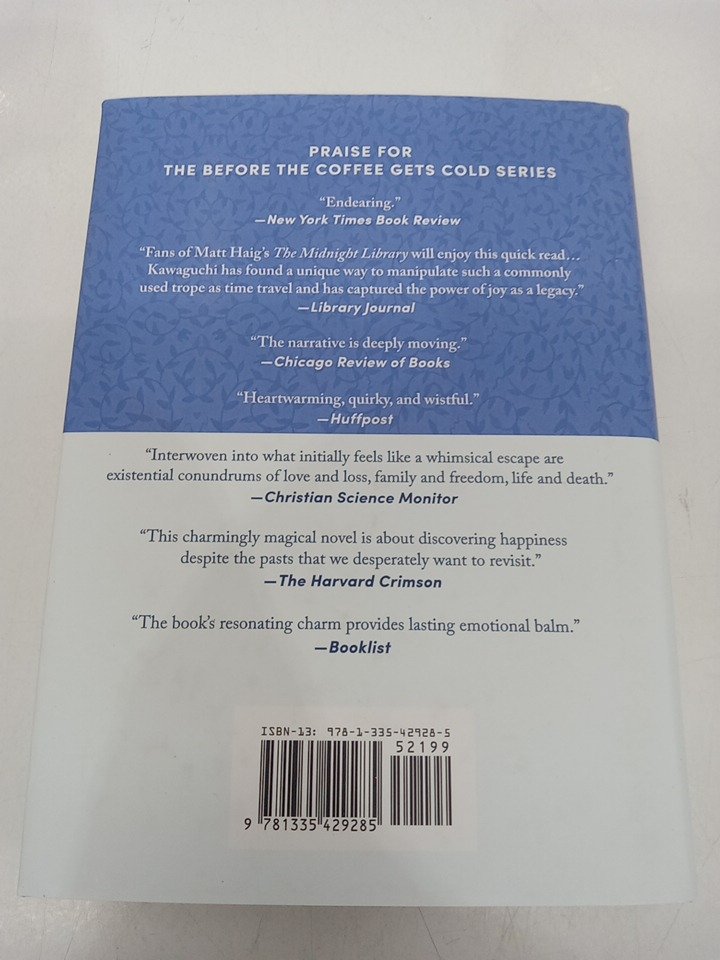 PRAISE FOR
THE BEFORE THE COFFEE GETS COLD SERIES
“Endearing.”
—New York Times Book Review
“Fans of Matt Haig’s The Midnight Library will enjoy this quick read…
Kawaguchi has found a unique way to manipulate such a commonly
used trope as time travel and has captured the power of joy as a legacy.”
—Library Journal
“The narrative is deeply moving.”
—Chicago Review of Books
“Heartwarming, quirky, and wistful.”
—Huffpost
“Interwoven into what initially feels like a whimsical escape are
existential conundrums of love and loss, family and freedom, life and death.”
—Christian Science Monitor
“This charmingly magical novel is about discovering happiness
despite the pasts that we desperately want to revisit.”
—The Harvard Crimson
“The book’s resonating charm provides lasting emotional balm.”
—Booklist
ISBN-13: 978-1-335-42928-5
52199
9 781335 429285